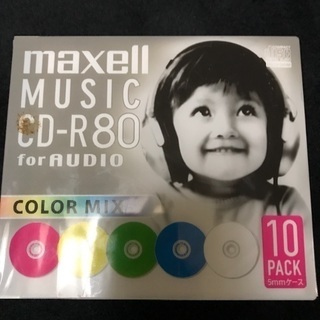 maxell
MUSIC
CD-R80
for AUDIO
COLOR MIX
10
PACK
5mmケース